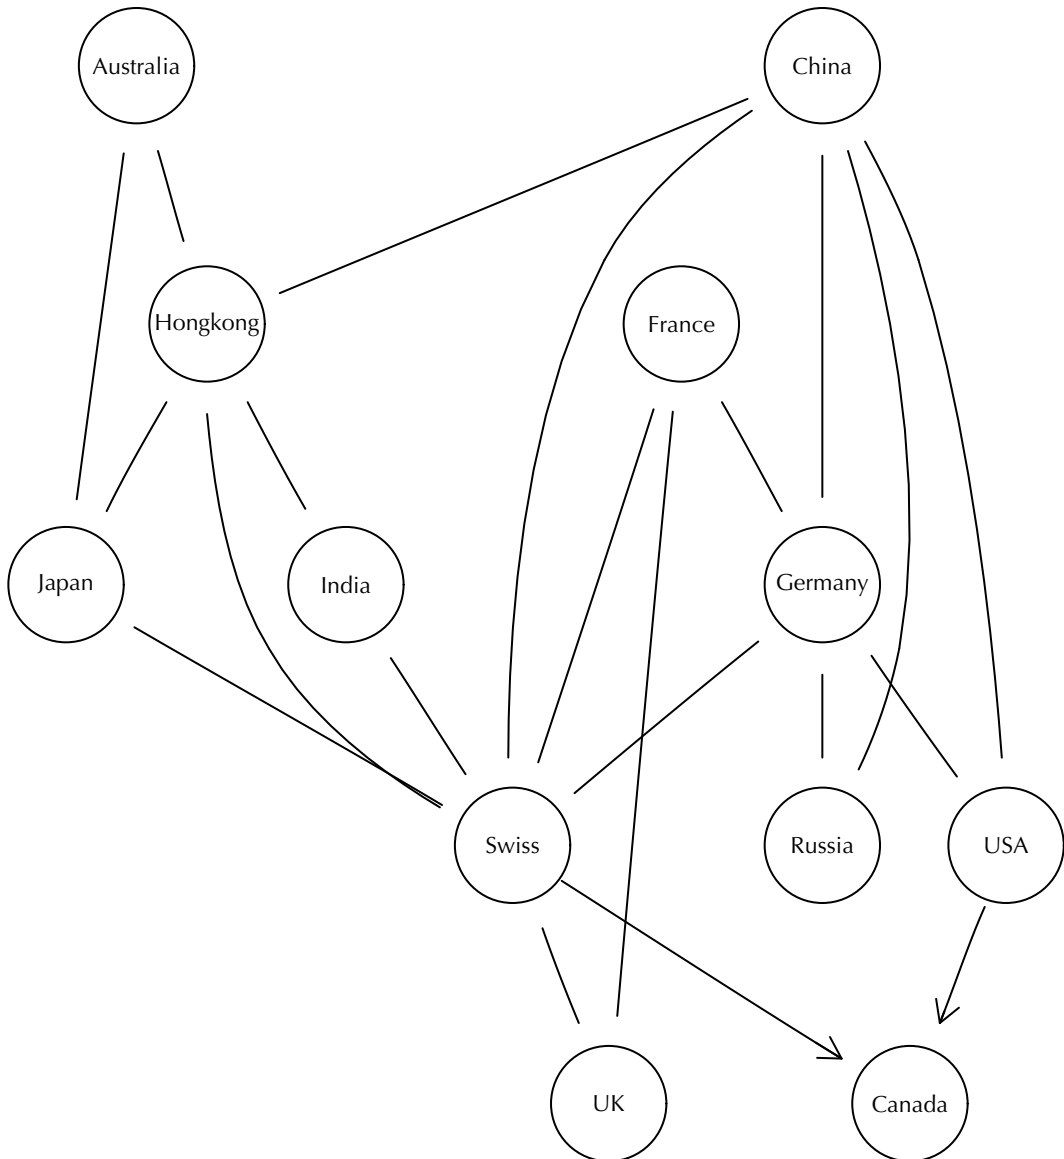 Australia
China
Hongkong
France
Japan
India
Germany
Swiss
Russia
USA
UK
Canada